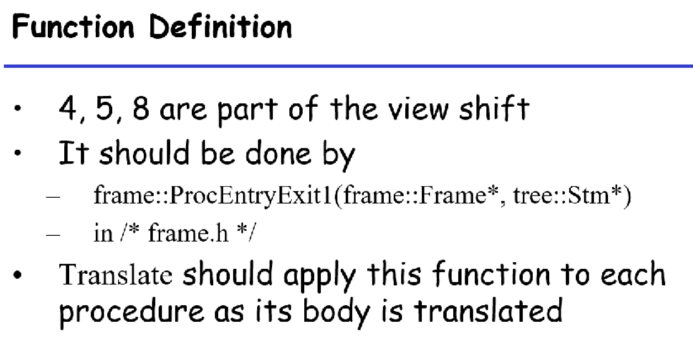 Function Definition
• 4, 5, 8 are part of the view shift
• It should be done by
– frame::ProcEntryExit1(frame::Frame*, tree::Stm*)
– in /* frame.h */
• Translate should apply this function to each
procedure as its body is translated